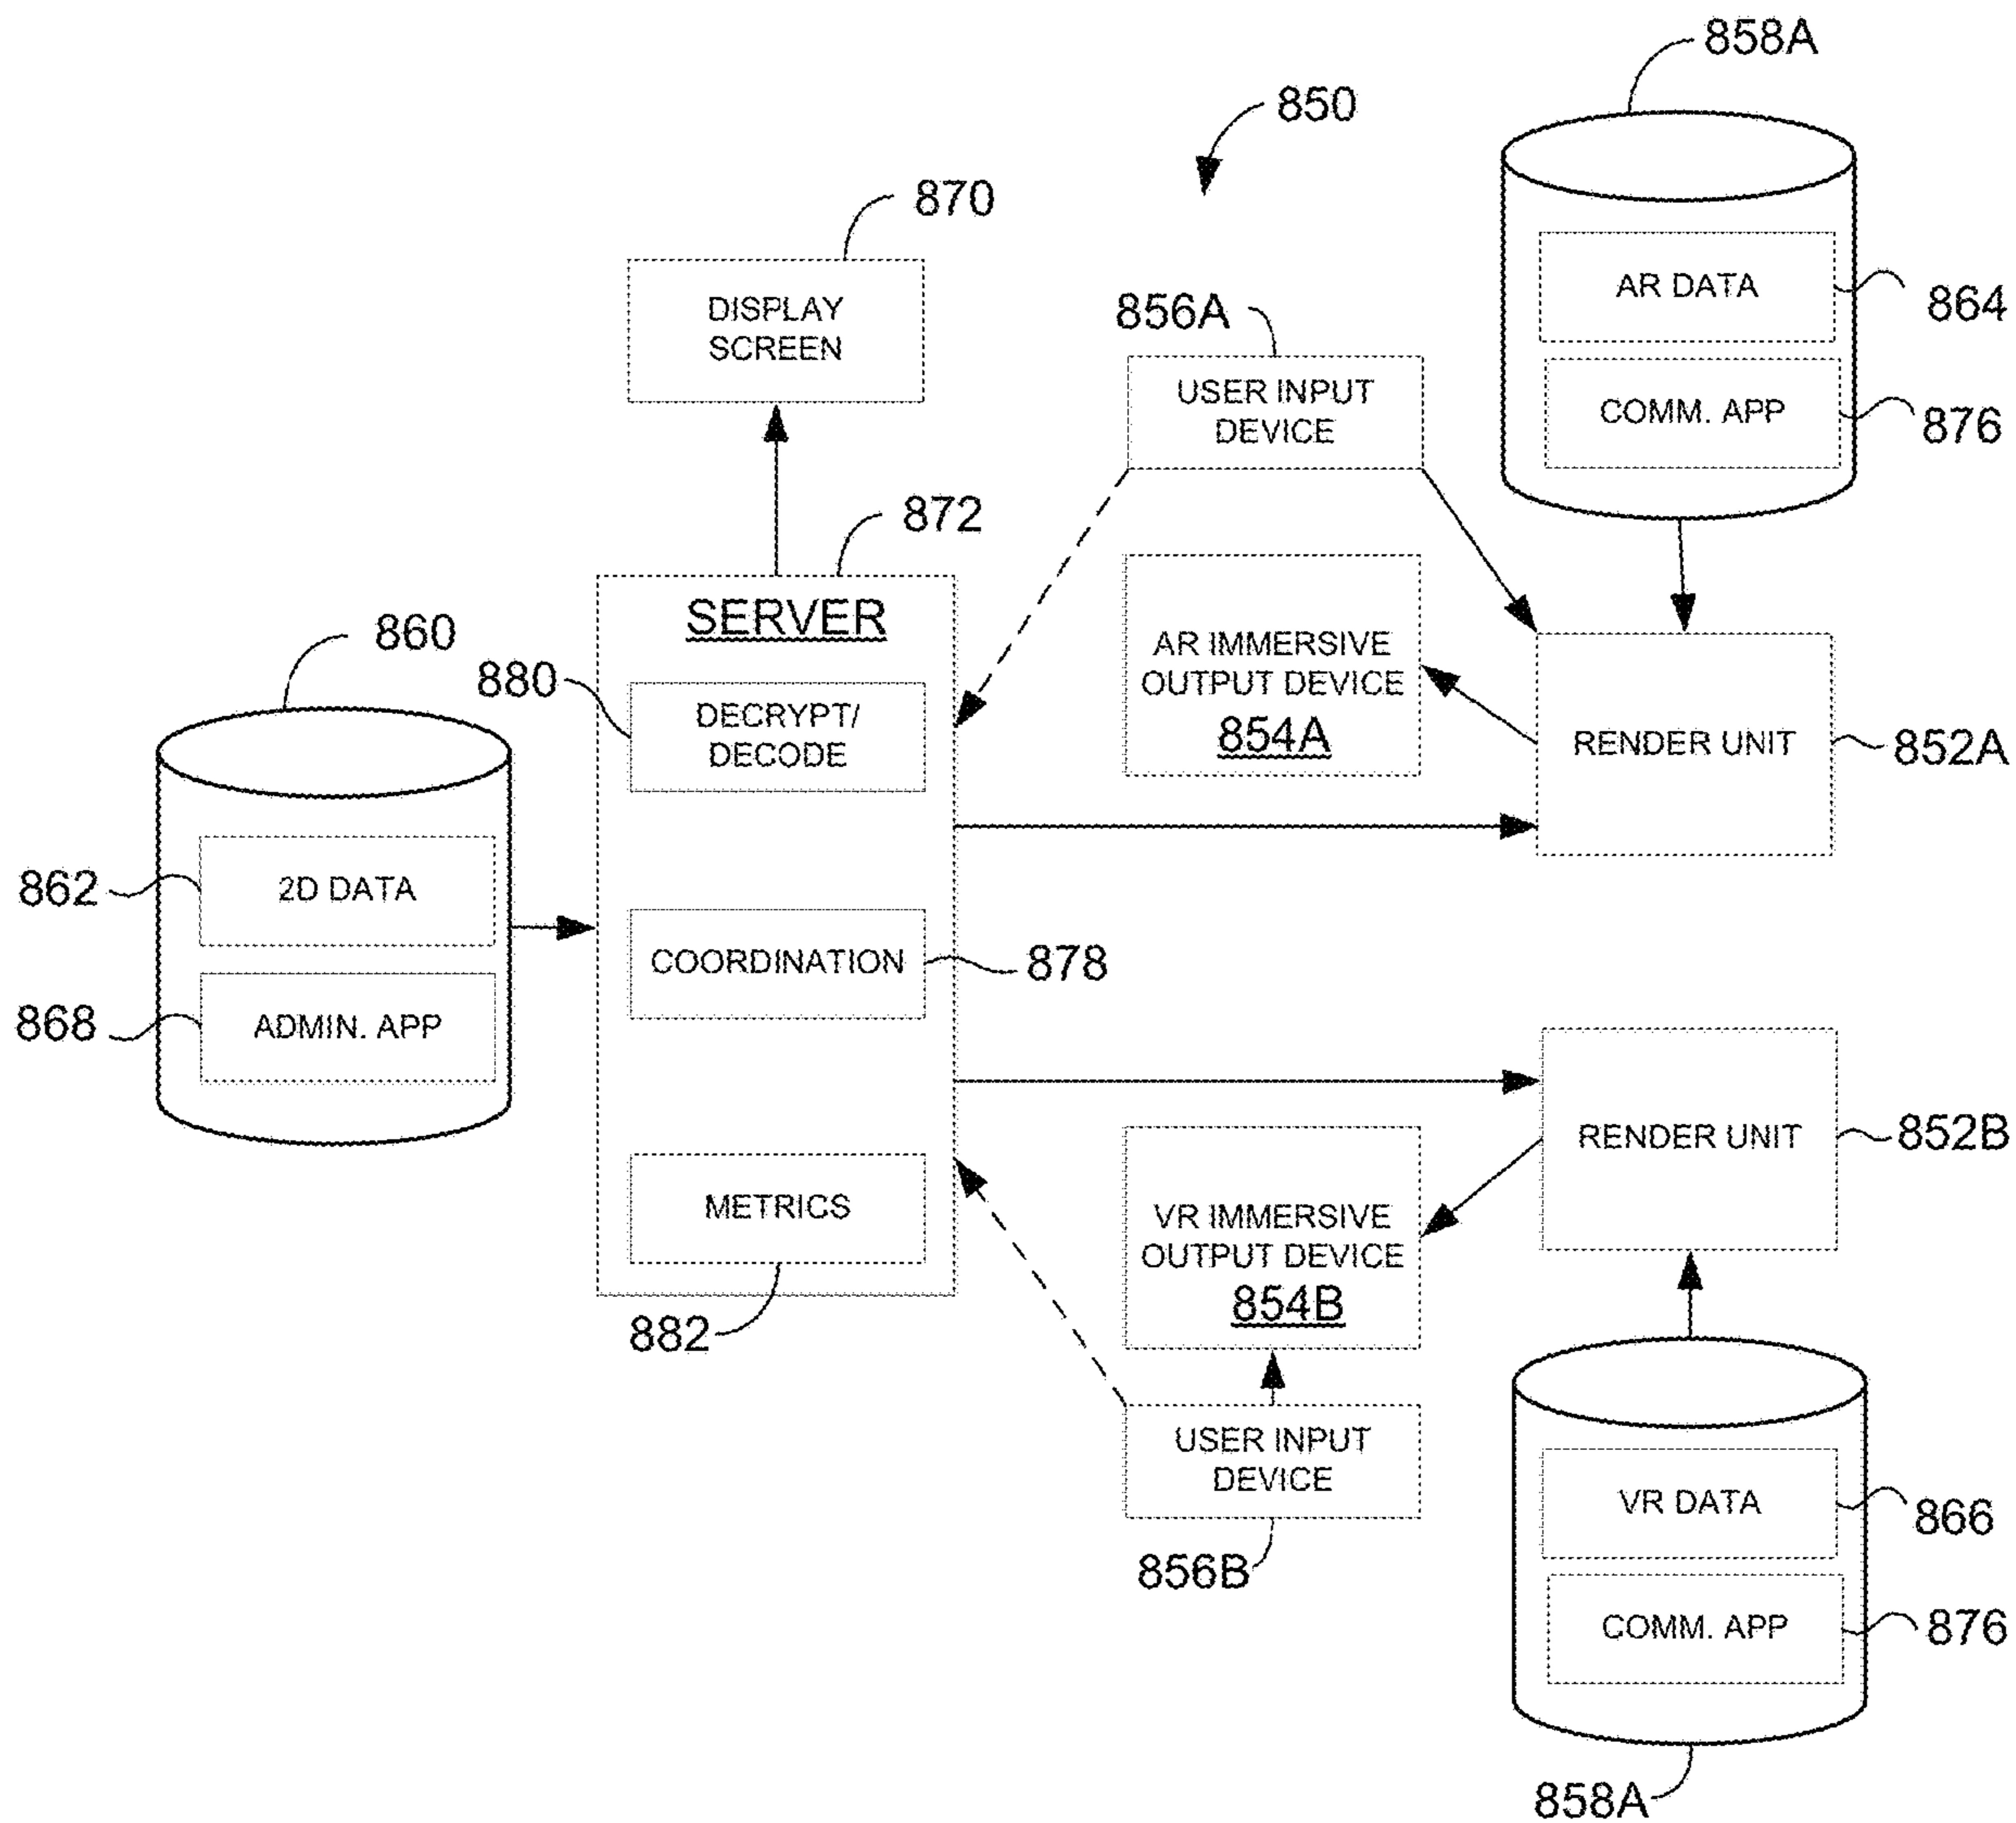 858A
850
870
DISPLAY
SCREEN
AR DATA
864
856A
USER INPUT
DEVICE
COMM. APP
876
872
SERVER
860
880
DECRYPT/
DECODE
AR IMMERSIVE
OUTPUT DEVICE
854A
RENDER UNIT
852A
862
2D DATA
COORDINATION
878
868
ADMIN. APP
RENDER UNIT
852B
METRICS
882
VR IMMERSIVE
OUTPUT DEVICE
854B
USER INPUT
DEVICE
856B
VR DATA
866
COMM. APP
876
858A